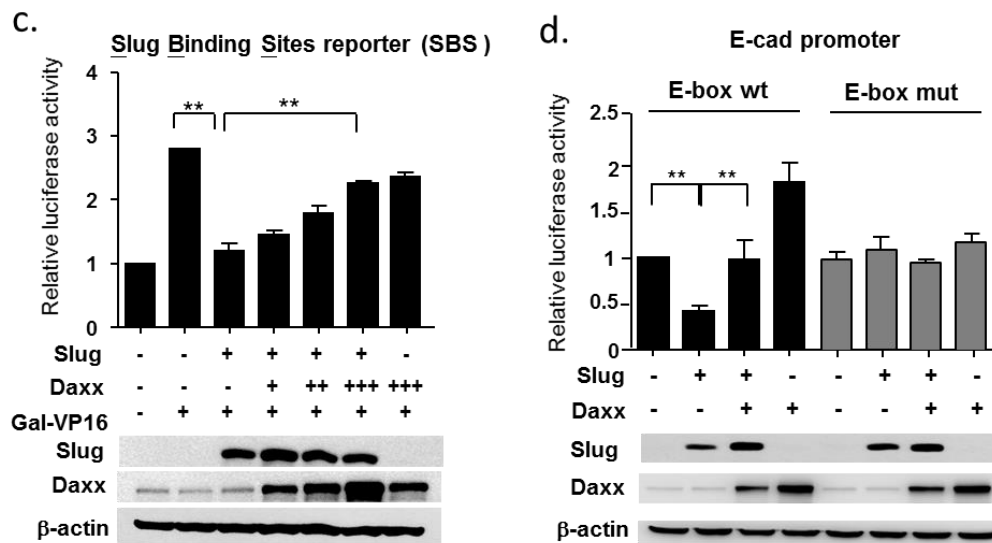 c.
Slug Binding Sites reporter (SBS )
Relative luciferase activity
4
3
2
1
0
**
**
Slug - - + + + + -
Daxx - - - + ++ +++ +++
Gal-VP16 - + + + + + +
Slug
Daxx
β-actin
d.
E-cad promoter
E-box wt
E-box mut
Relative luciferase activity
2.5
2
1.5
1
0.5
0
**
**
Slug - + + - - + + -
Daxx - - + + - - + +
Slug
Daxx
β-actin